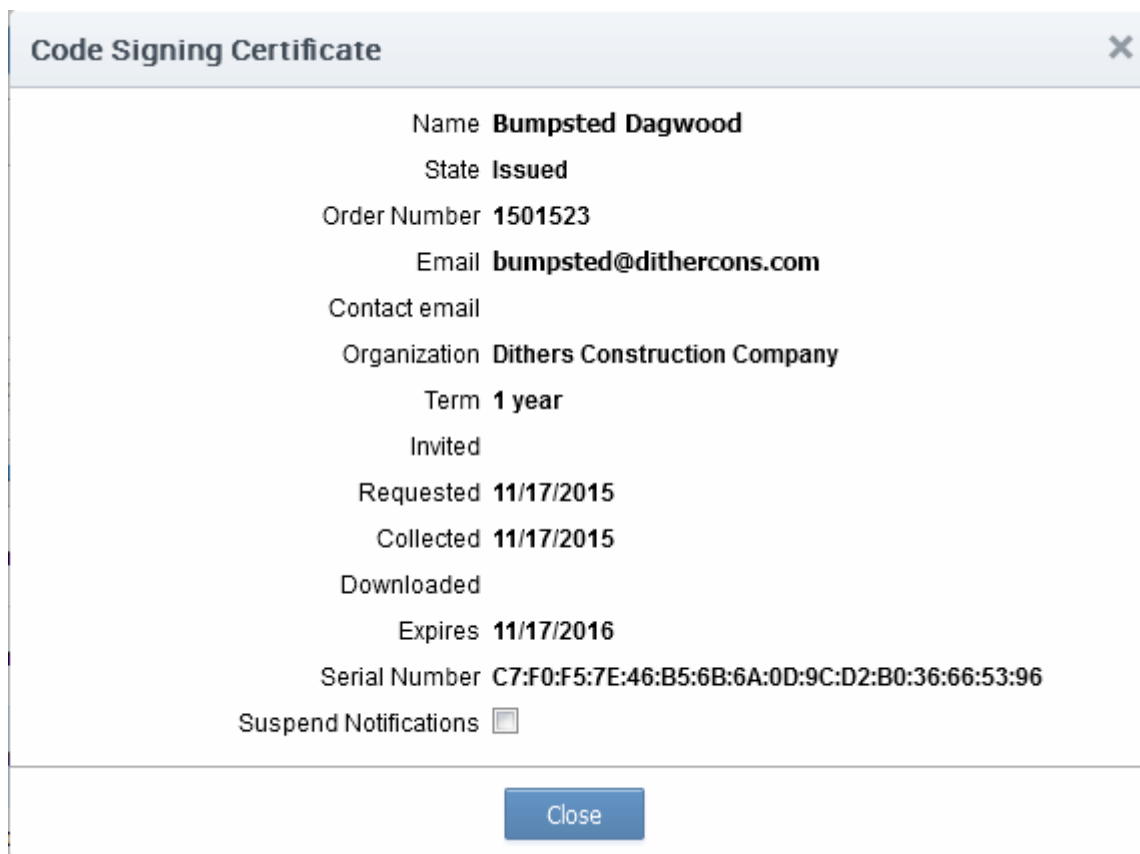 Code Signing Certificate
Name Bumpsted Dagwood
State Issued
Order Number 1501523
Email bumpsted@dithercons.com
Contact email
Organization Dithers Construction Company
Term 1 year
Invited
Requested 11/17/2015
Collected 11/17/2015
Downloaded
Expires 11/17/2016
Serial Number C7:F0:F5:7E:46:B5:6B:6A:0D:9C:D2:B0:36:66:53:96
Suspend Notifications
Close